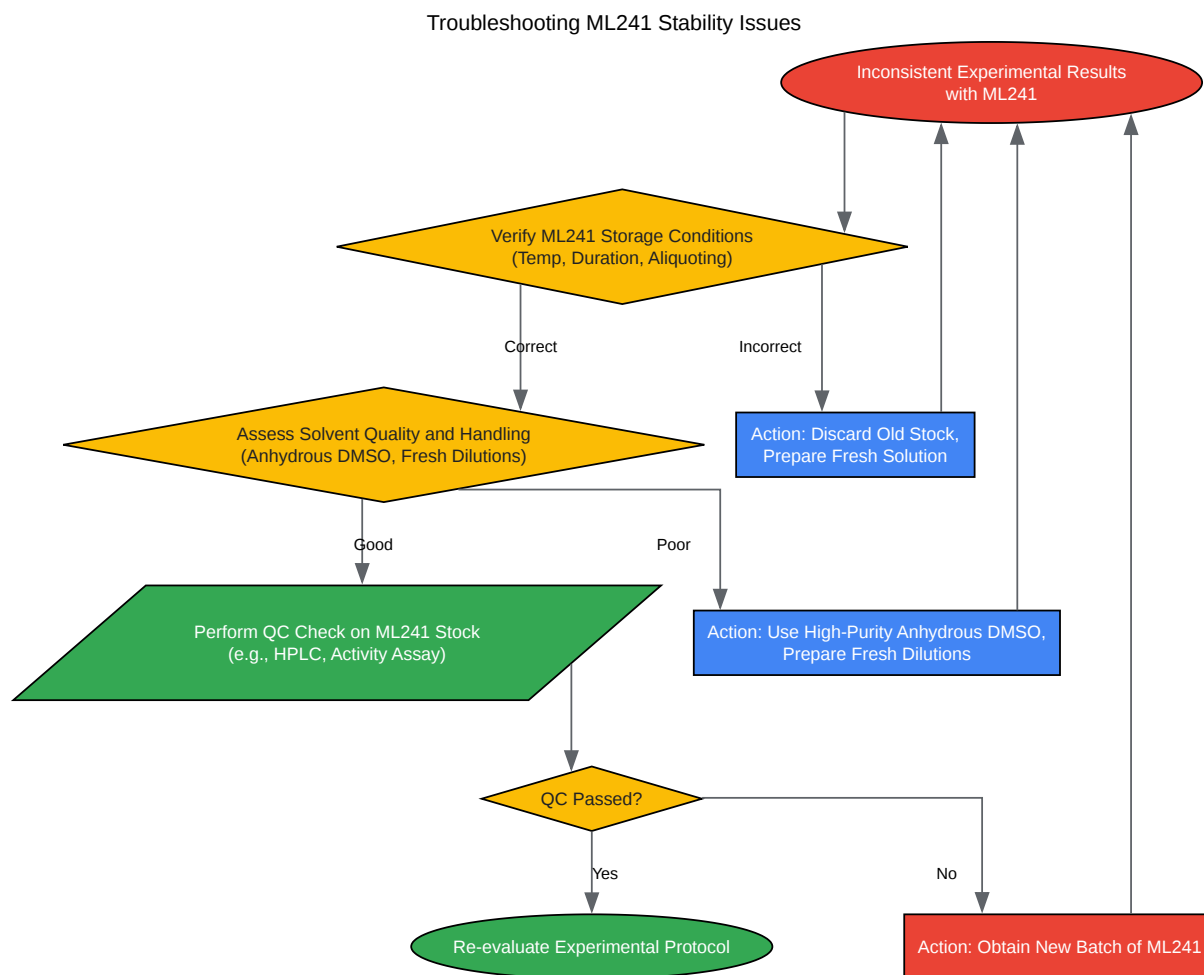 Troubleshooting ML241 Stability Issues
Inconsistent Experimental Results
with ML241
Verify ML241 Storage Conditions
(Temp, Duration, Aliquoting)
Correct
Incorrect
Assess Solvent Quality and Handling
(Anhydrous DMSO, Fresh Dilutions)
Action: Discard Old Stock,
Prepare Fresh Solution
Good
Poor
Perform QC Check on ML241 Stock
(e.g., HPLC, Activity Assay)
Action: Use High-Purity Anhydrous DMSO,
Prepare Fresh Dilutions
QC Passed?
Yes
No
Re-evaluate Experimental Protocol
Action: Obtain New Batch of ML241